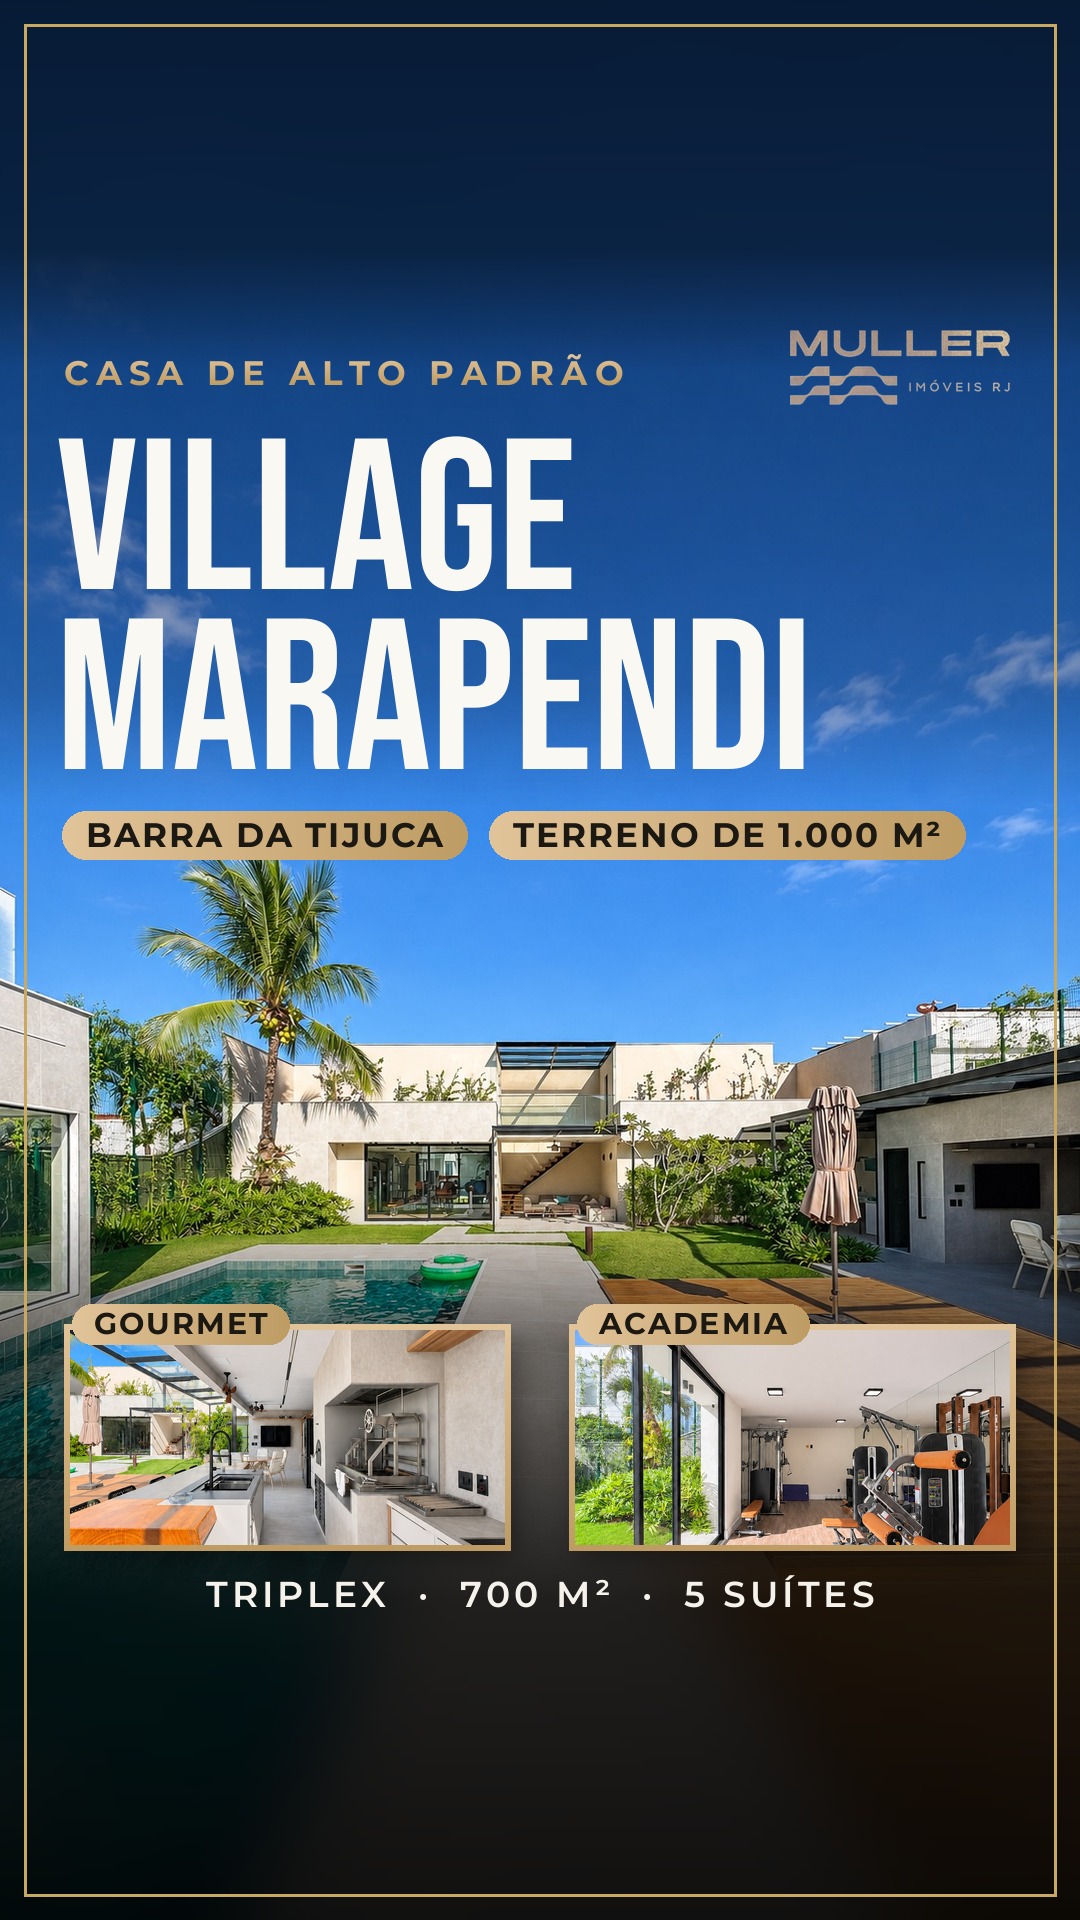 MULLER
IMÓVEIS RJ
CASA DE ALTO PADRÃO
VILLAGE
MARAPENDI
BARRA DA TIJUCA
TERRENO DE 1.000 M²
GOURMET
ACADEMIA
TRIPLEX · 700 M² · 5 SUÍTES